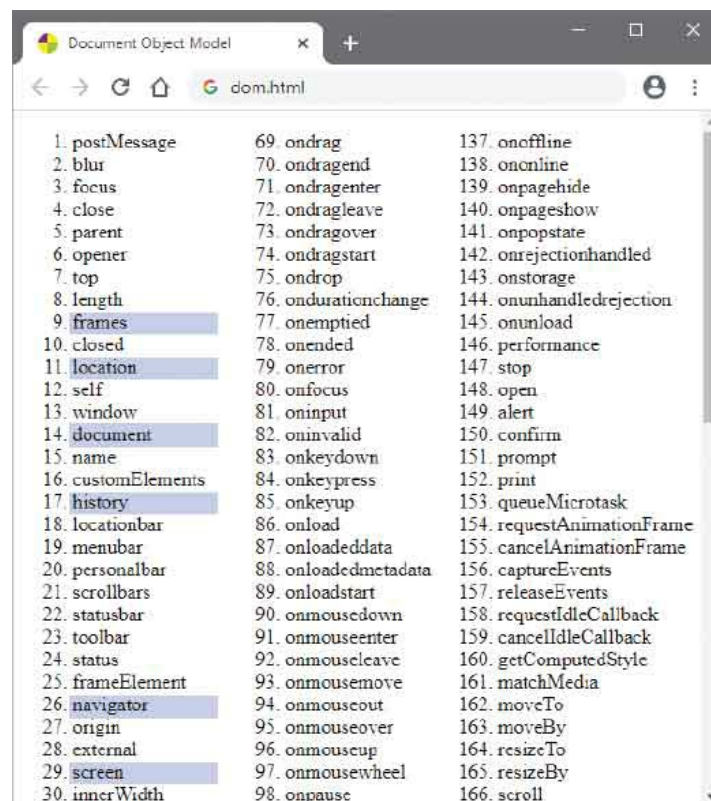 Document Object Model
dom.html
1. postMessage
2. blur
3. focus
4. close
5. parent
6. opener
7. top
8. length
9. frames
10. closed
11. location
12. self
13. window
14. document
15. name
16. customElements
17. history
18. locationbar
19. menubar
20. personalbar
21. scrollbars
22. statusbar
23. toolbar
24. status
25. frameElement
26. navigator
27. origin
28. external
29. screen
30. innerWidth
69. ondrag
70. ondragend
71. ondragenter
72. ondragleave
73. ondragover
74. ondragstart
75. ondrop
76. ondurationchange
77. onemptied
78. onended
79. onerror
80. onfocus
81. oninput
82. oninvalid
83. onkeydown
84. onkeypress
85. onkeyup
86. onload
87. onloadeddata
88. onloadedmetadata
89. onloadstart
90. onmousedown
91. onmouseenter
92. onmouseleave
93. onmousemove
94. onmouseout
95. onmouseover
96. onmouseup
97. onmousewheel
98. onpause
137. onoffline
138. ononline
139. onpagehide
140. onpageshow
141. onpopstate
142. onrejectionhandled
143. onstorage
144. onunhandledrejection
145. onunload
146. performance
147. stop
148. open
149. alert
150. confirm
151. prompt
152. print
153. queueMicrotask
154. requestAnimationFrame
155. cancelAnimationFrame
156. captureEvents
157. releaseEvents
158. requestIdleCallback
159. cancelIdleCallback
160. getComputedStyle
161. matchMedia
162. moveTo
163. moveBy
164. resizeTo
165. resizeBy
166. scroll